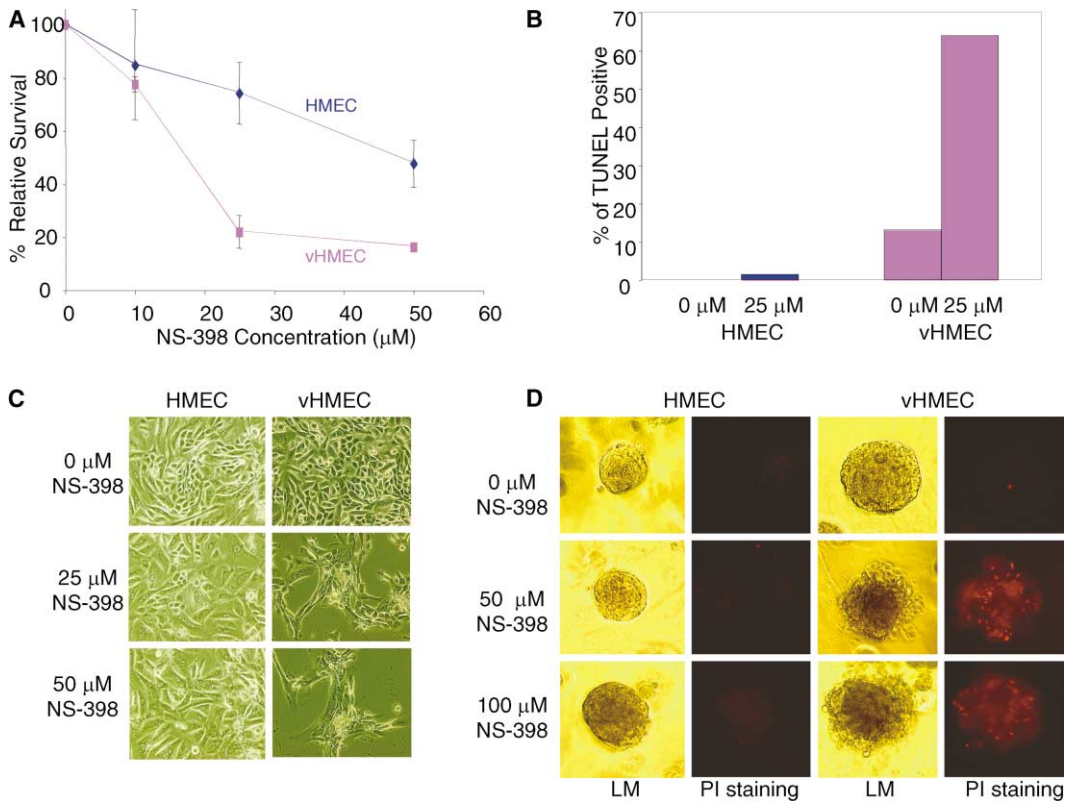 A
% Relative Survival
100
80
60
40
20
0
HMEC
vHMEC
0 10 20 30 40 50 60
NS-398 Concentration (μM)
B
% of TUNEL Positive
70
60
50
40
30
20
10
0
0 μM 25 μM 0 μM 25 μM
HMEC vHMEC
C
HMEC vHMEC
0 μM
NS-398
25 μM
NS-398
50 μM
NS-398
D
HMEC vHMEC
0 μM
NS-398
50 μM
NS-398
100 μM
NS-398
LM PI staining LM PI staining